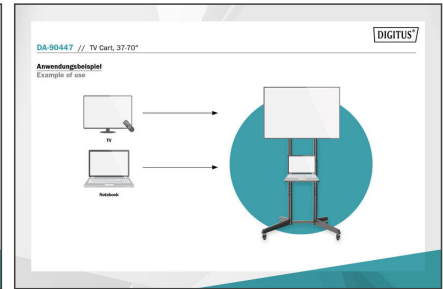 DIGITUS®
DA-90447 // TV Cart, 37-70"
Anwendungsbeispiel
Example of use
TV
Notebook